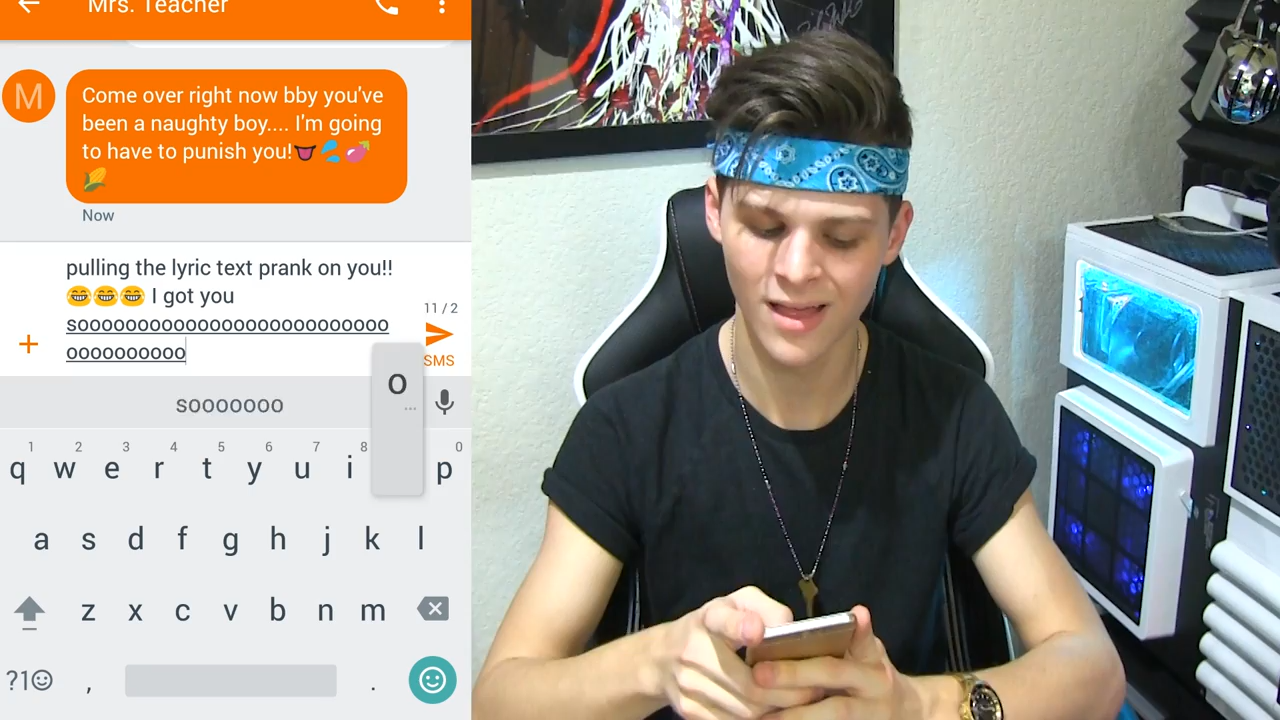 Mrs. Teacher
M
Come over right now bby you've
been a naughty boy.... I'm going
to have to punish you!👅💦🍆
🌽
Now
pulling the lyric text prank on you!!
😂😂😂 I got you
sooooooooooooooooooooooooooo
oooooooooo
11 / 2
SMS
sooooooo
o
...
1 2 3 4 5 6 7 8 0
q w e r t y u i p
a s d f g h j k l
z x c v b n m
?1☺ , .